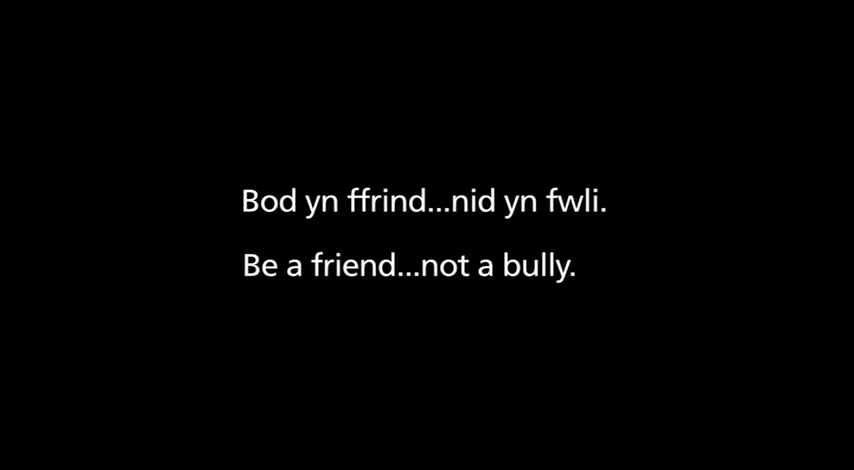 Bod yn ffrind...nid yn fwli.
Be a friend...not a bully.